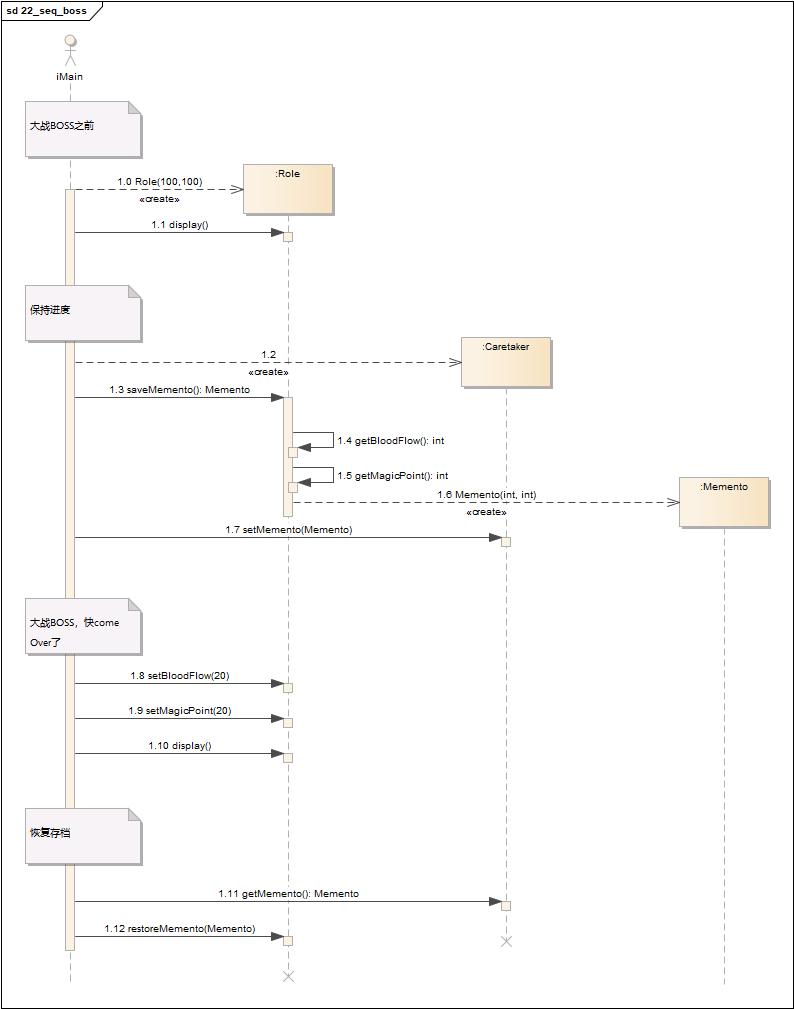 sd 22_seq_boss
iMain
大战BOSS之前
:Role
1.0 Role(100,100)
«create»
1.1 display()
保持进度
:Caretaker
1.2
«create»
1.3 saveMemento(): Memento
1.4 getBloodFlow(): int
1.5 getMagicPoint(): int
:Memento
1.6 Memento(int, int)
«create»
1.7 setMemento(Memento)
大战BOSS，快come
Over了
1.8 setBloodFlow(20)
1.9 setMagicPoint(20)
1.10 display()
恢复存档
1.11 getMemento(): Memento
1.12 restoreMemento(Memento)